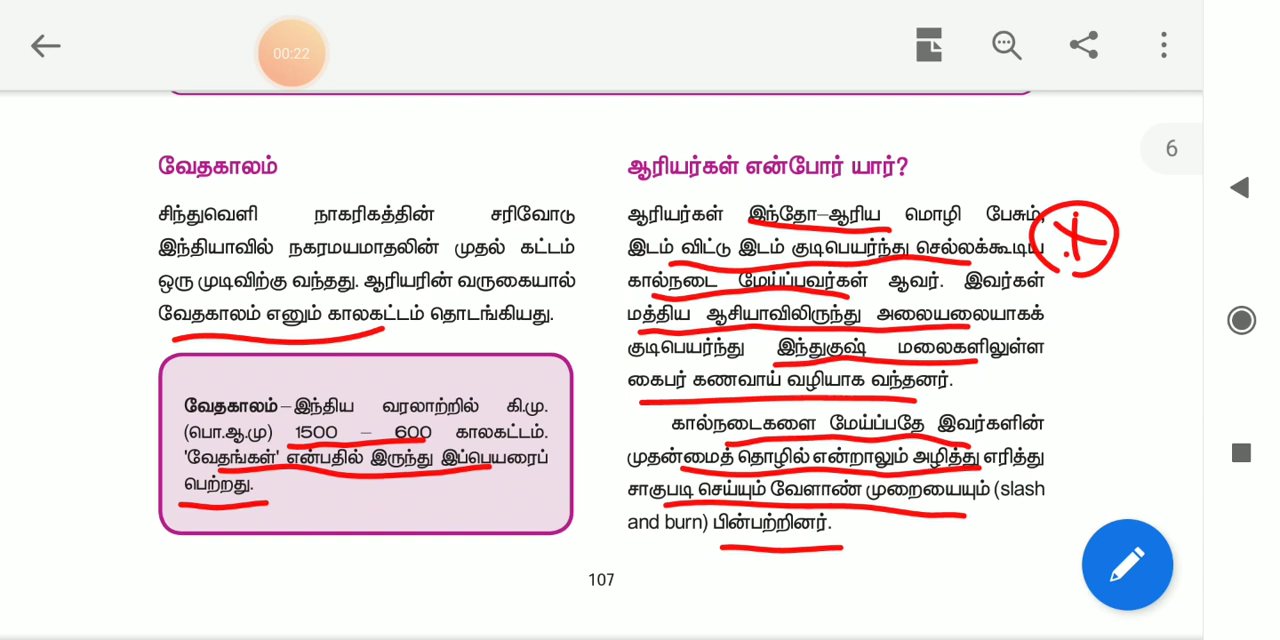 00:22
6
வேதகாலம்
சிந்துவெளி நாகரிகத்தின் சரிவோடு
இந்தியாவில் நகரமயமாதலின் முதல் கட்டம்
ஒரு முடிவிற்கு வந்தது. ஆரியரின் வருகையால்
வேதகாலம் எனும் காலகட்டம் தொடங்கியது.
வேதகாலம் – இந்திய வரலாற்றில் கி.மு.
(பொ.ஆ.மு) 1500 – 600 காலகட்டம்.
'வேதங்கள்' என்பதில் இருந்து இப்பெயரைப்
பெற்றது.
ஆரியர்கள் என்போர் யார்?
ஆரியர்கள் இந்தோ–ஆரிய மொழி பேசும்,
இடம் விட்டு இடம் குடிபெயர்ந்து செல்லக்கூடிய
கால்நடை மேய்ப்பவர்கள் ஆவர். இவர்கள்
மத்திய ஆசியாவிலிருந்து அலையலையாகக்
குடிபெயர்ந்து இந்துகுஷ் மலைகளிலுள்ள
கைபர் கணவாய் வழியாக வந்தனர்.
கால்நடைகளை மேய்ப்பதே இவர்களின்
முதன்மைத் தொழில் என்றாலும் அழித்து எரித்து
சாகுபடி செய்யும் வேளாண் முறையையும் (slash
and burn) பின்பற்றினர்.
107